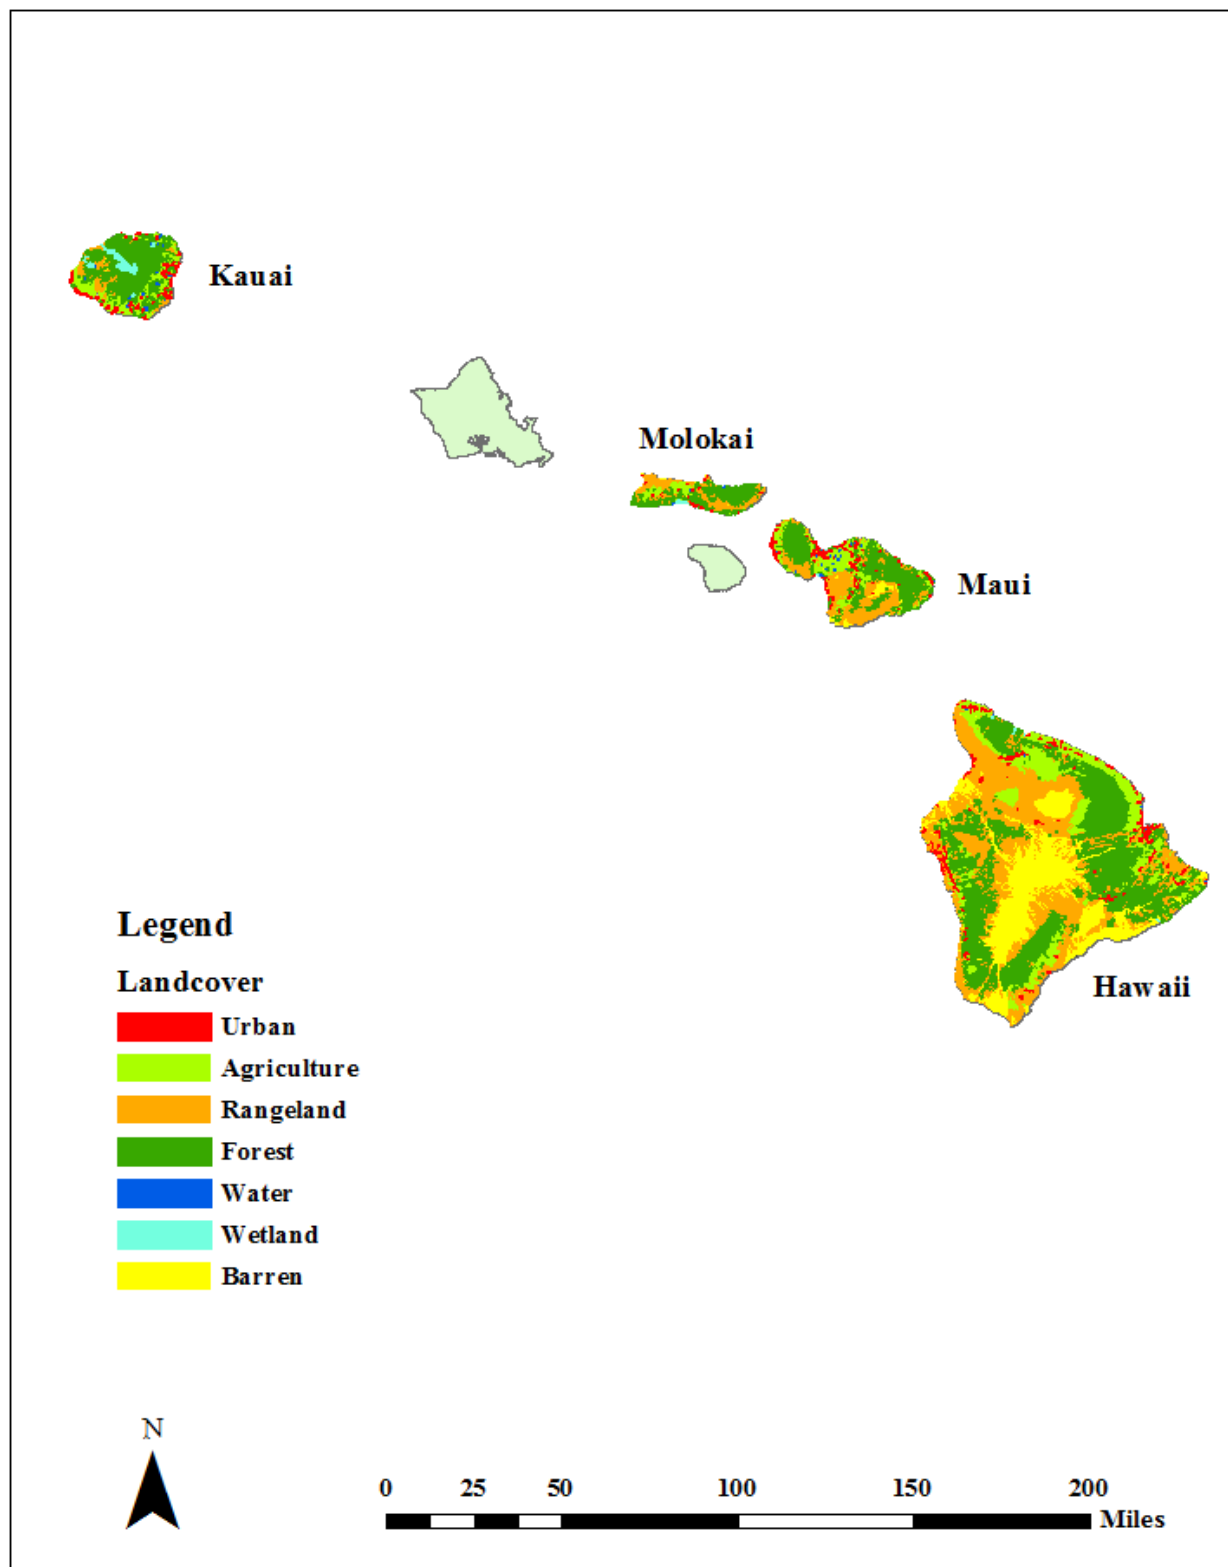 Kauai
Molokai
Maui
Hawaii
Legend
Landcover
Urban
Agriculture
Rangeland
Forest
Water
Wetland
Barren
N
0 25 50 100 150 200
Miles